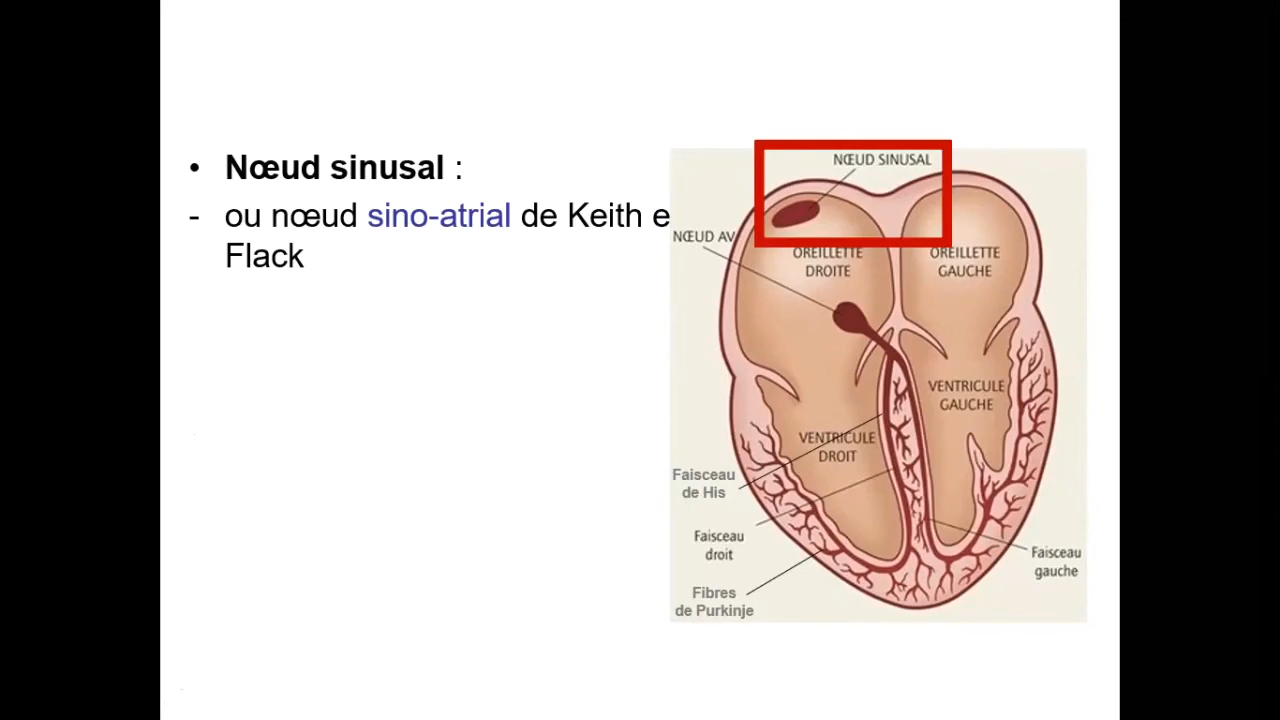 • Nœud sinusal :
- ou nœud sino-atrial de Keith e
Flack
NŒUD SINUSAL
NŒUD AV
OREILLETTE
DROITE
OREILLETTE
GAUCHE
VENTRICULE
GAUCHE
VENTRICULE
DROIT
Faisceau
de His
Faisceau
droit
Faisceau
gauche
Fibres
de Purkinje